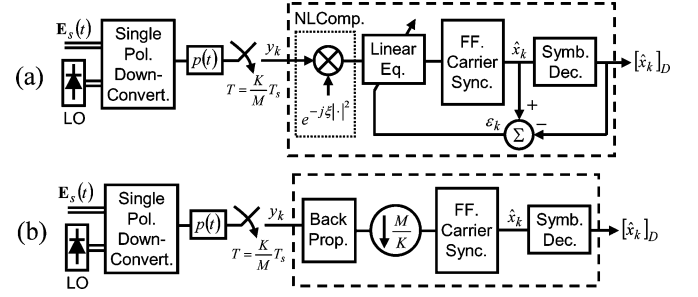 (a)
E_s(t)
LO
Single
Pol.
Down-
Convert.
p(t)
T = K/M T_s
y_k
NLComp.
e^{-jξ|·|^2}
Linear
Eq.
FF.
Carrier
Sync.
x̂_k
Symb.
Dec.
[x̂_k]_D
ε_k
Σ
+
−
(b)
E_s(t)
LO
Single
Pol.
Down-
Convert.
p(t)
T = K/M T_s
y_k
Back
Prop.
↓ M/K
FF.
Carrier
Sync.
x̂_k
Symb.
Dec.
[x̂_k]_D